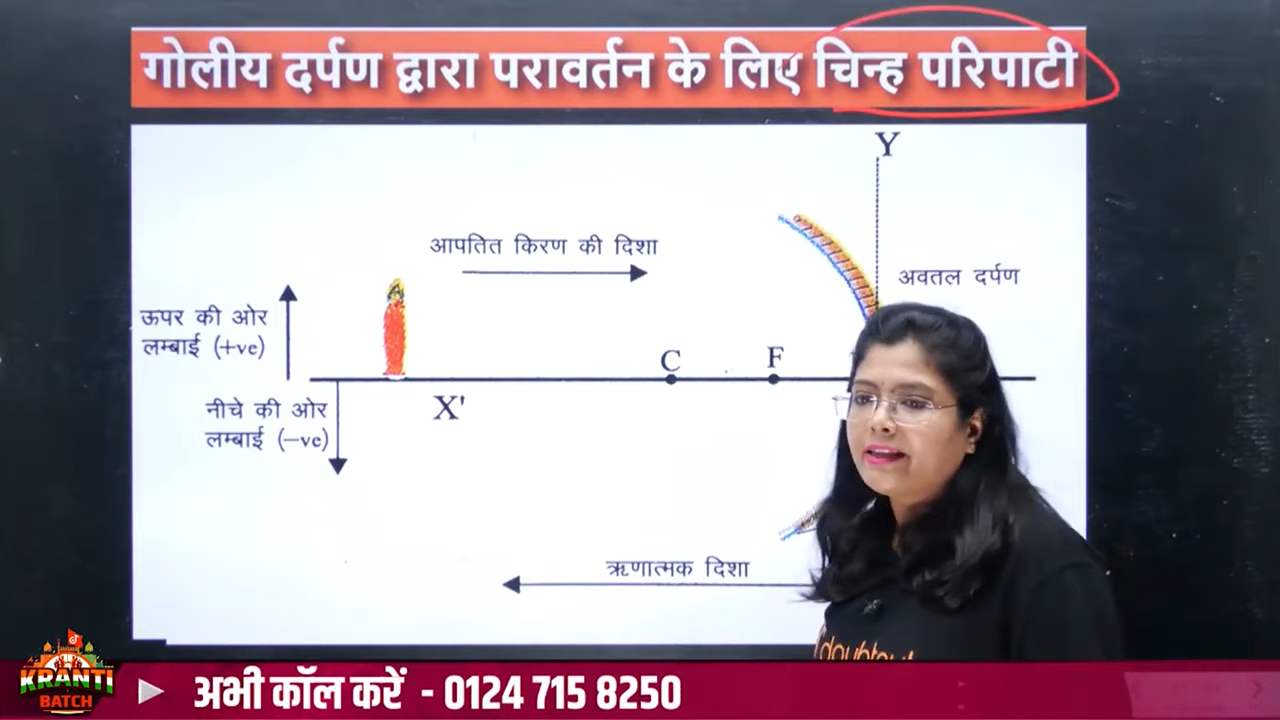 गोलीय दर्पण द्वारा परावर्तन के लिए चिन्ह परिपाटी
Y
आपतित किरण की दिशा
अवतल दर्पण
ऊपर की ओर
लम्बाई (+ve)
C
F
X'
नीचे की ओर
लम्बाई (–ve)
ऋणात्मक दिशा
doubtnut
KRANTI
BATCH
अभी कॉल करें - 0124 715 8250